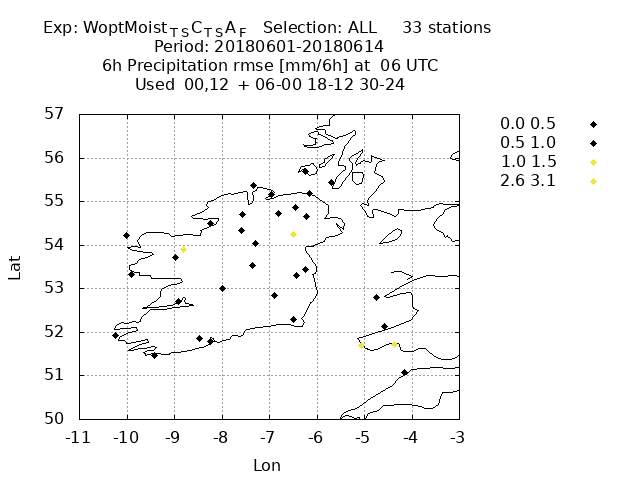 Exp: WoptMoist_TS C_TS A_F Selection: ALL 33 stations
Period: 20180601-20180614
6h Precipitation rmse [mm/6h] at 06 UTC
Used 00,12 + 06-00 18-12 30-24
0.0 0.5
0.5 1.0
1.0 1.5
2.6 3.1
57
56
55
54
53
52
51
50
Lat
-11 -10 -9 -8 -7 -6 -5 -4 -3
Lon